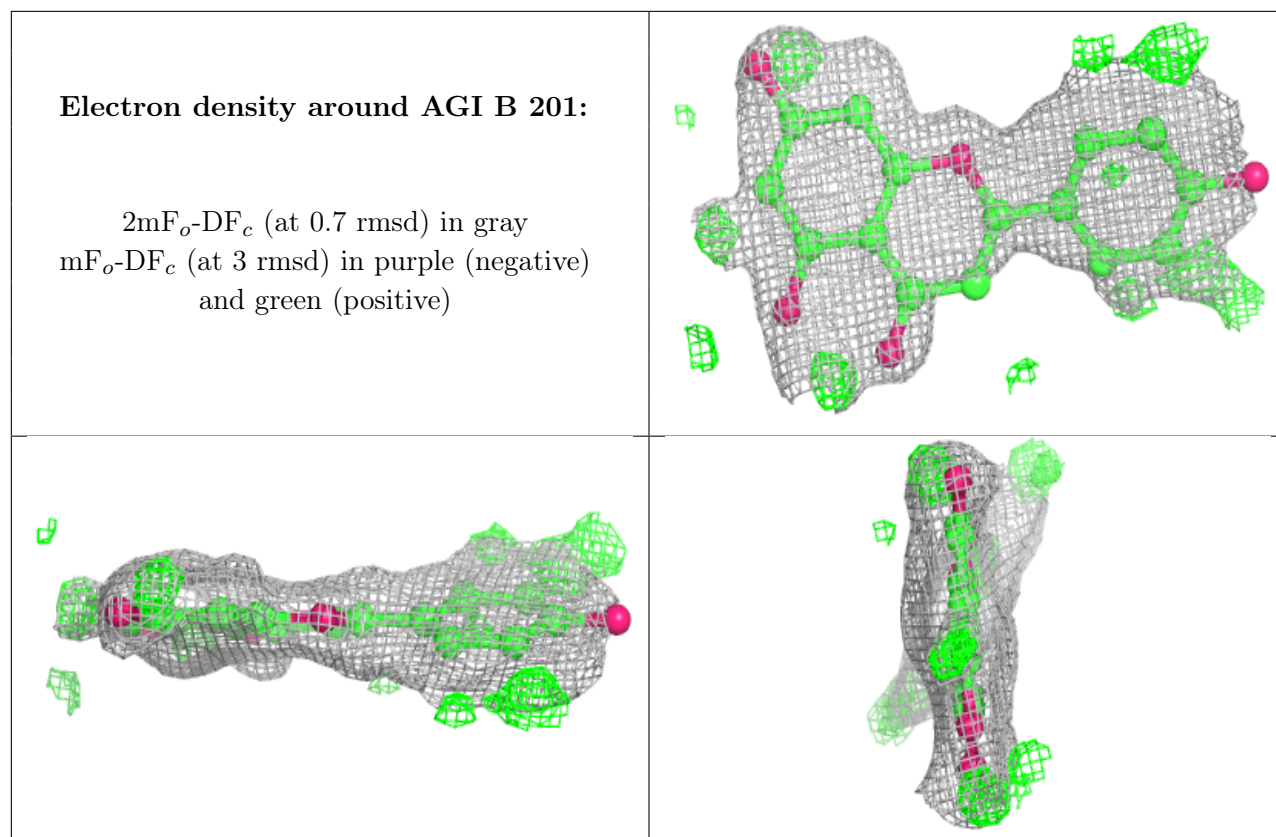 Electron density around AGI B 201:
2mFo-DFc (at 0.7 rmsd) in gray
mFo-DFc (at 3 rmsd) in purple (negative)
and green (positive)